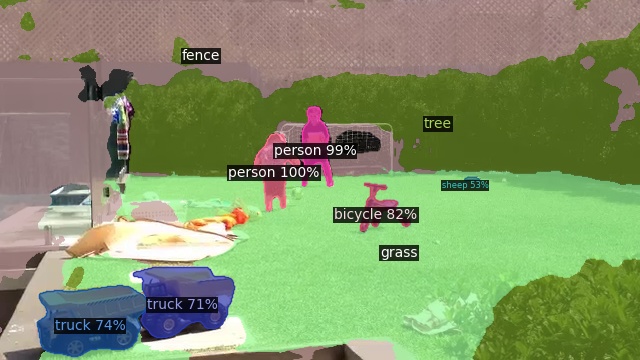 fence
tree
person 99%
person 100%
sheep 53%
bicycle 82%
grass
truck 71%
truck 74%